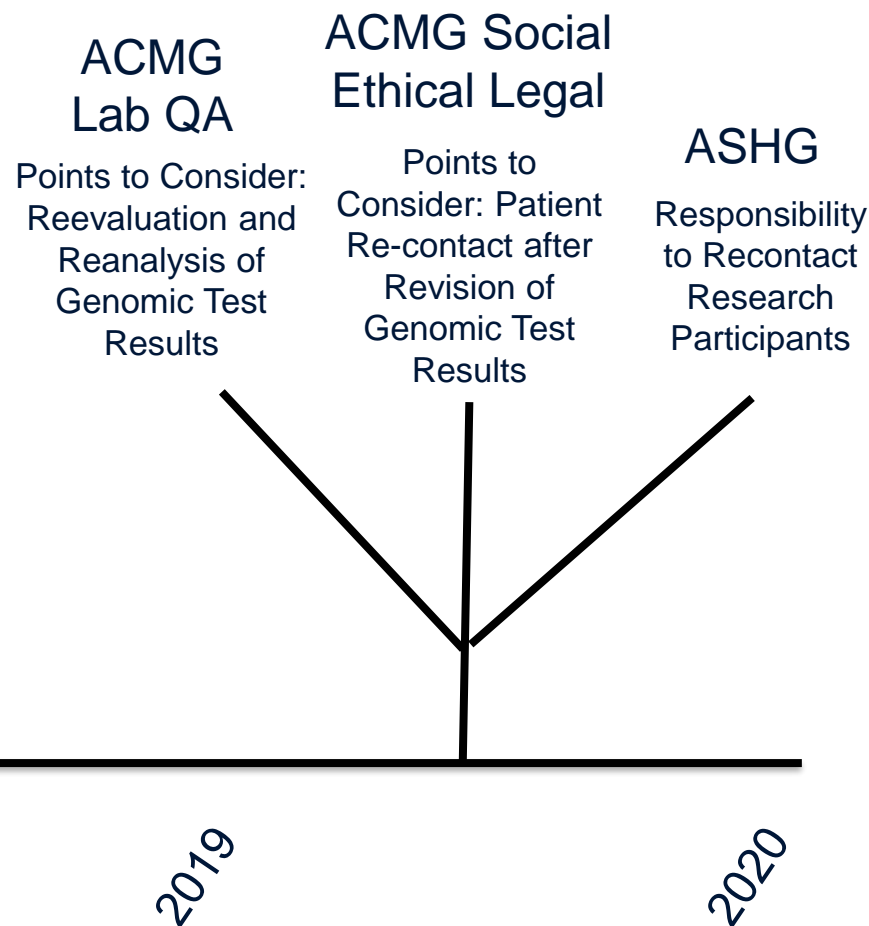 ACMG
Lab QA
Points to Consider:
Reevaluation and
Reanalysis of
Genomic Test
Results
ACMG Social
Ethical Legal
Points to
Consider: Patient
Re-contact after
Revision of
Genomic Test
Results
ASHG
Responsibility
to Recontact
Research
Participants
2019
2020